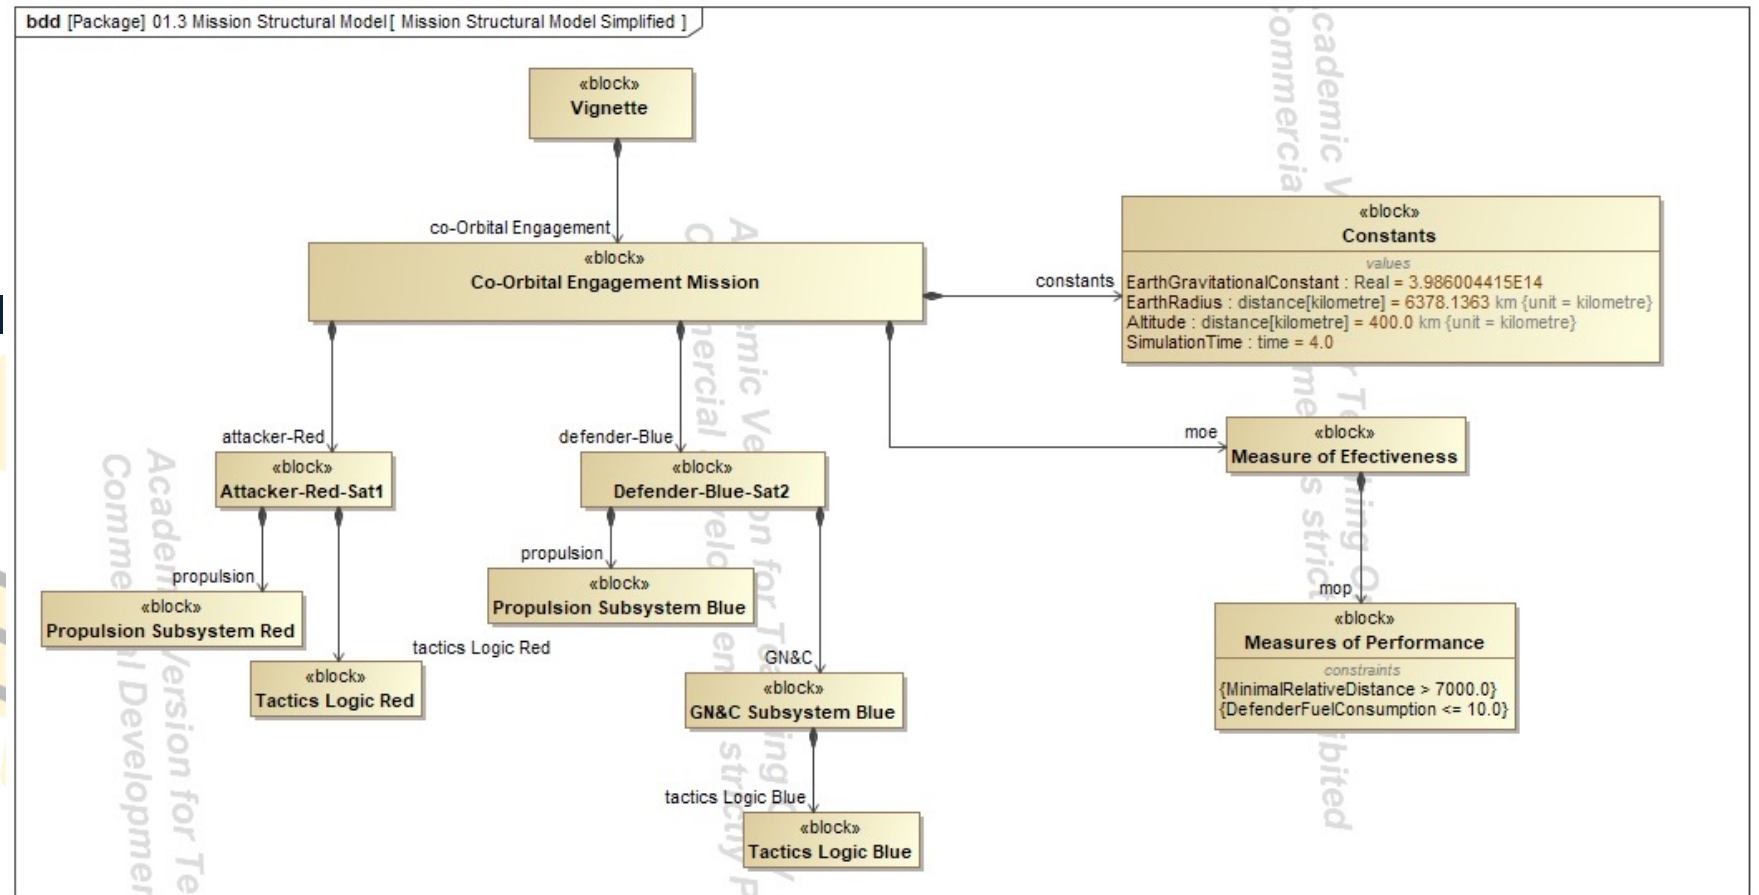 bdd [Package] 01.3 Mission Structural Model[ Mission Structural Model Simplified ]
«block»
Vignette
co-Orbital Engagement
«block»
Co-Orbital Engagement Mission
constants
«block»
Constants
values
EarthGravitationalConstant : Real = 3.986004415E14
EarthRadius : distance[kilometre] = 6378.1363 km {unit = kilometre}
Altitude : distance[kilometre] = 400.0 km {unit = kilometre}
SimulationTime : time = 4.0
attacker-Red
«block»
Attacker-Red-Sat1
defender-Blue
«block»
Defender-Blue-Sat2
moe
«block»
Measure of Efectiveness
propulsion
«block»
Propulsion Subsystem Red
tactics Logic Red
«block»
Tactics Logic Red
propulsion
«block»
Propulsion Subsystem Blue
GN&C
«block»
GN&C Subsystem Blue
tactics Logic Blue
«block»
Tactics Logic Blue
mop
«block»
Measures of Performance
constraints
{MinimalRelativeDistance > 7000.0}
{DefenderFuelConsumption <= 10.0}